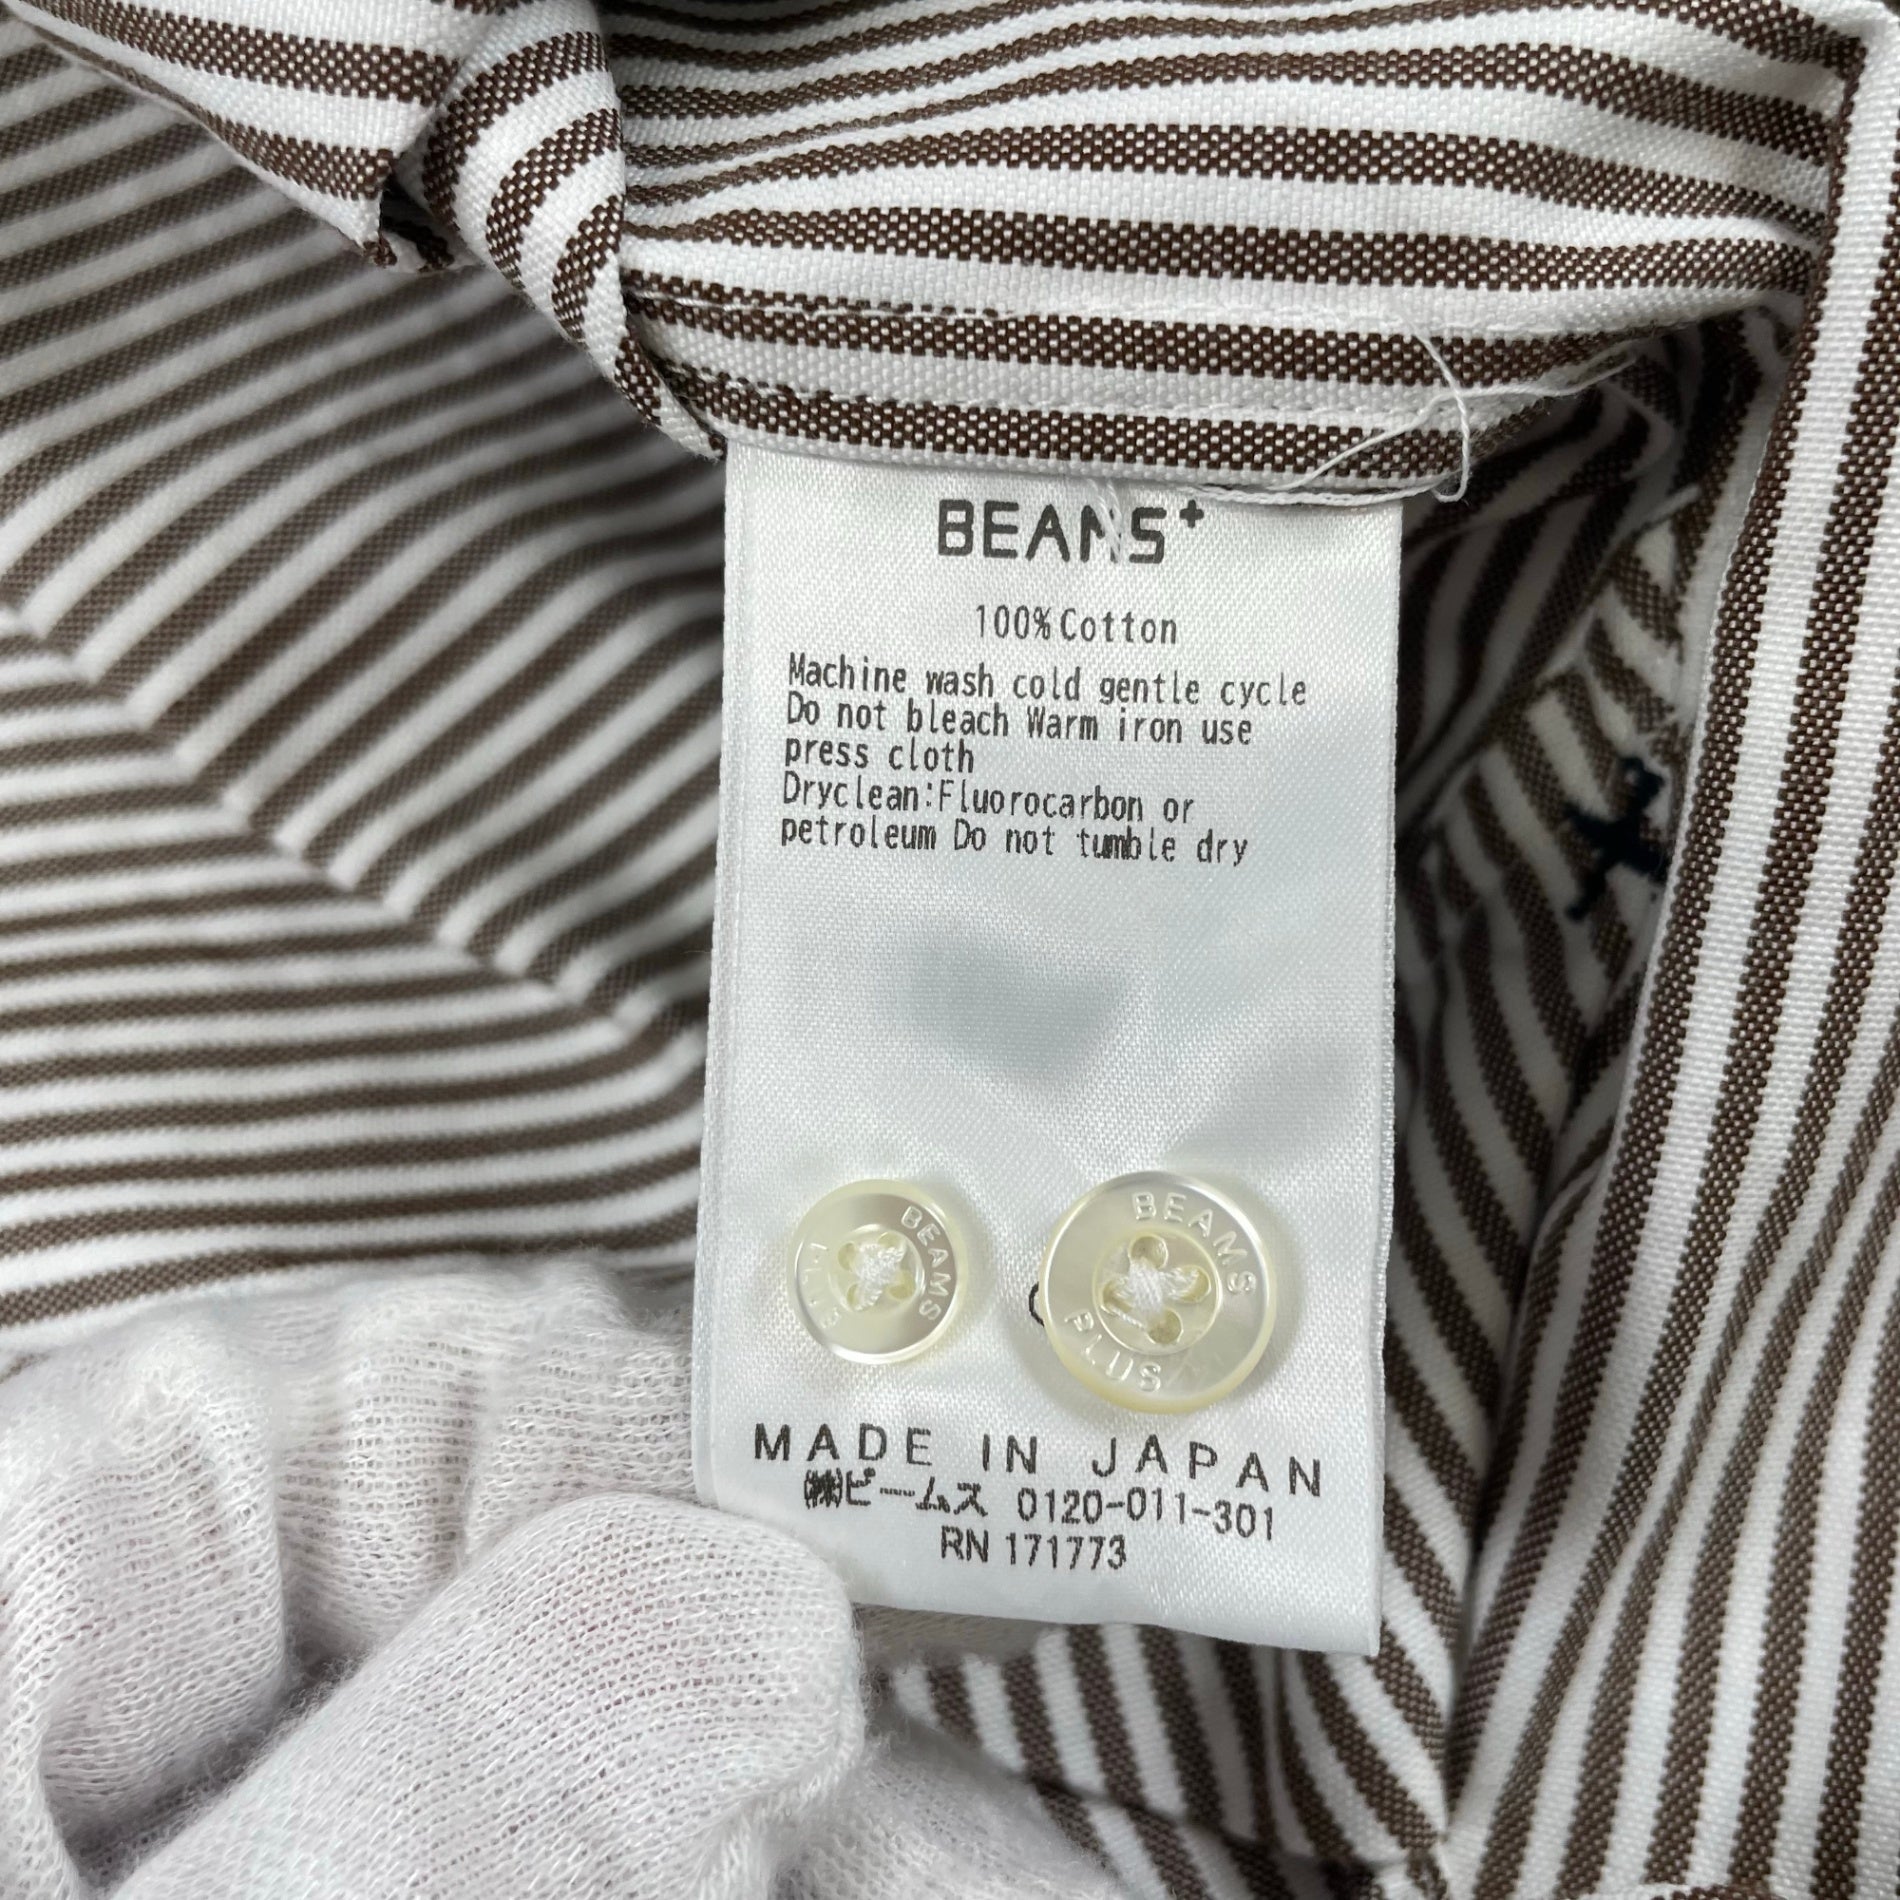 BEAMS+
100%Cotton
Machine wash cold gentle cycle
Do not bleach Warm iron use
press cloth
Dryclean:Fluorocarbon or
petroleum Do not tumble dry
BEAMS
PLUS
BEAMS
PLUS
MADE IN JAPAN
㈱ビームス 0120-011-301
RN 171773